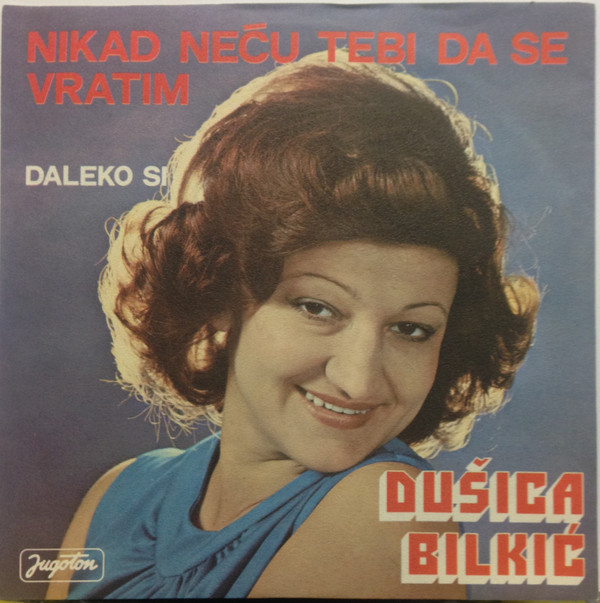 NIKAD NEĆU TEBI DA SE
VRATIM
DALEKO SI
DUŠICA
BILKIĆ
Jugoton